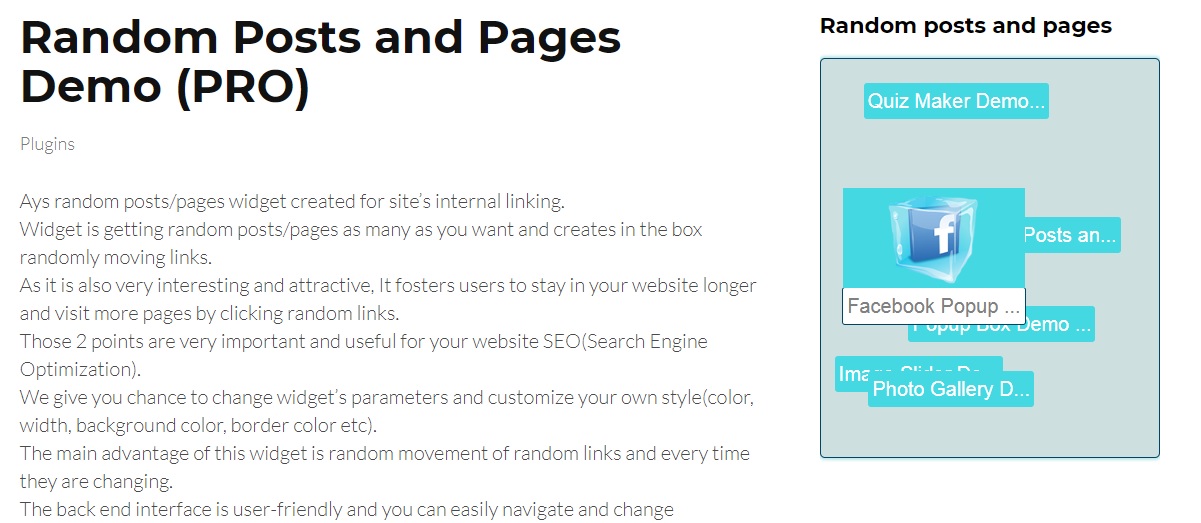 Random Posts and Pages
Demo (PRO)
Plugins
Ays random posts/pages widget created for site’s internal linking.
Widget is getting random posts/pages as many as you want and creates in the box
randomly moving links.
As it is also very interesting and attractive, It fosters users to stay in your website longer
and visit more pages by clicking random links.
Those 2 points are very important and useful for your website SEO(Search Engine
Optimization).
We give you chance to change widget’s parameters and customize your own style(color,
width, background color, border color etc).
The main advantage of this widget is random movement of random links and every time
they are changing.
The back end interface is user-friendly and you can easily navigate and change
Random posts and pages
Quiz Maker Demo...
f
Posts an...
Facebook Popup ...
Popup Box Demo ...
Image Slider De...
Photo Gallery D...